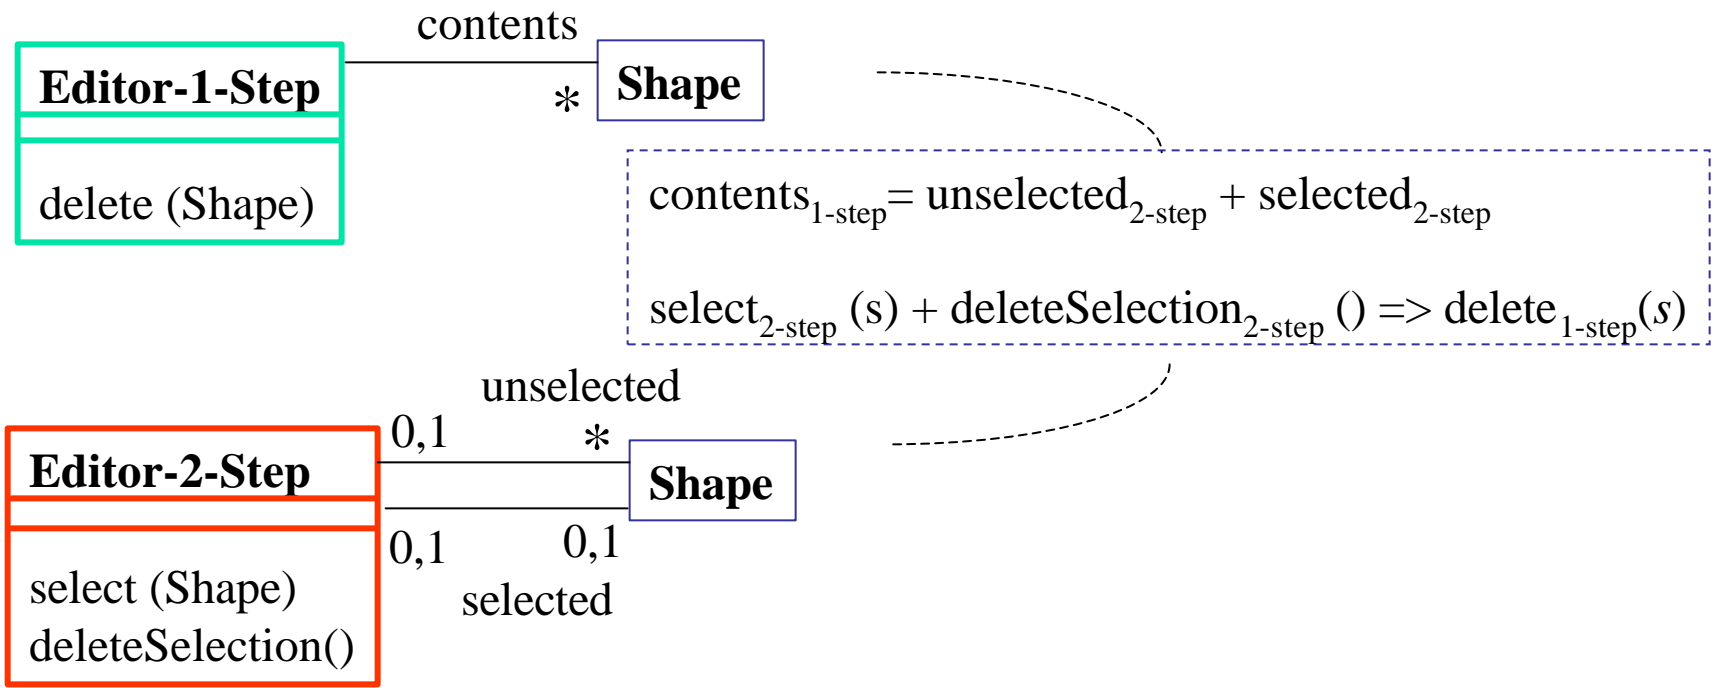 contents
Editor-1-Step
*
Shape
delete (Shape)
contents1-step= unselected2-step + selected2-step
select2-step (s) + deleteSelection2-step () => delete1-step(s)
unselected
0,1
*
Editor-2-Step
Shape
0,1
0,1
selected
select (Shape)
deleteSelection()